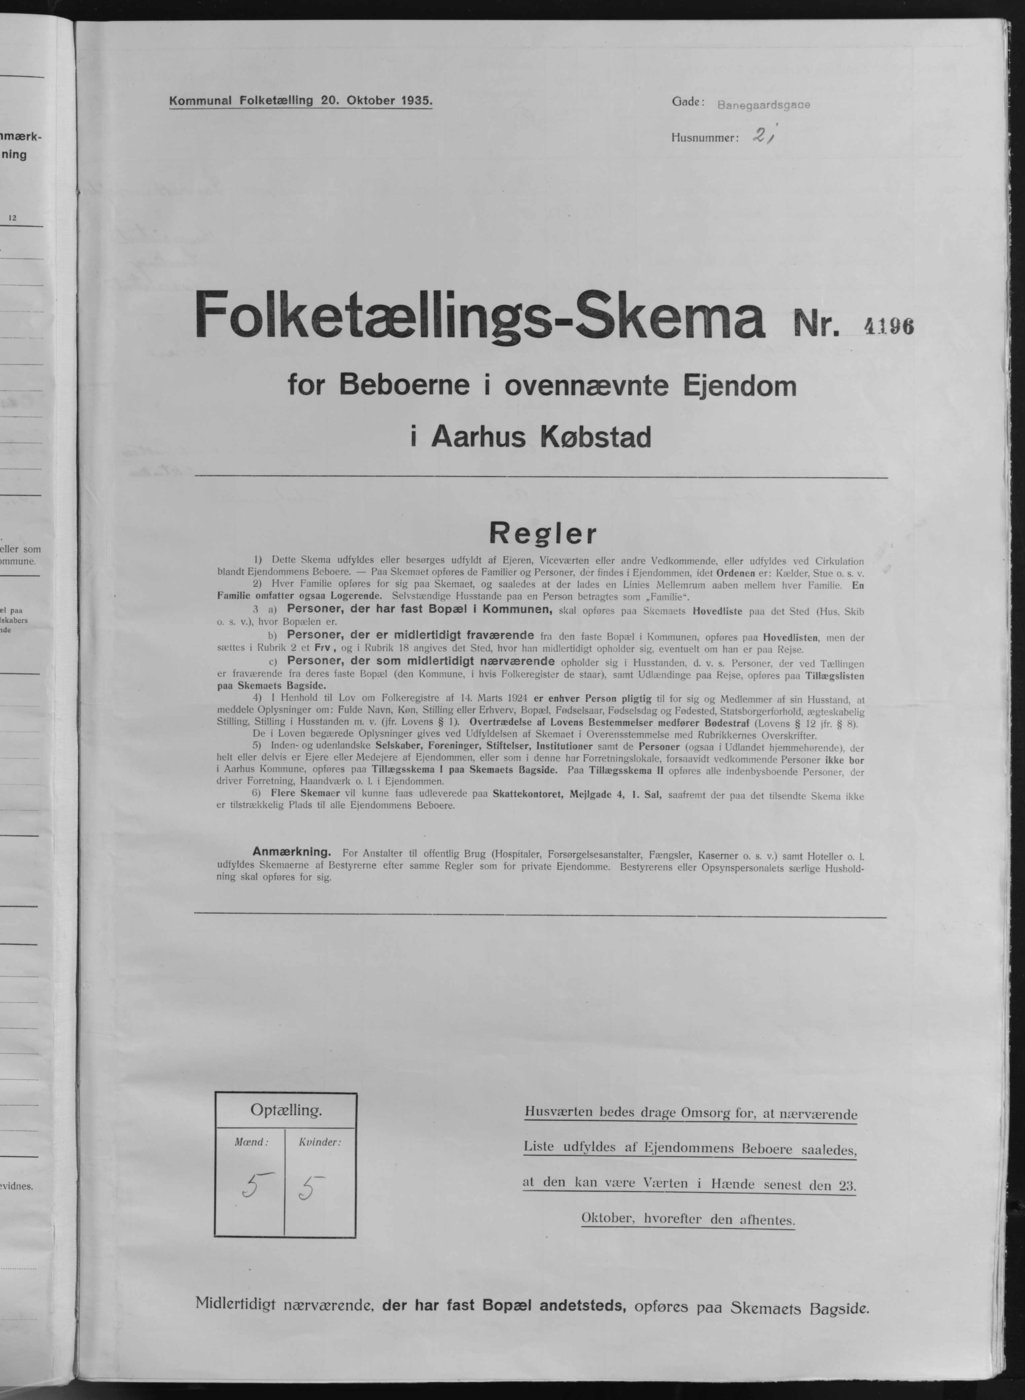 Kommunal Folketælling 20. Oktober 1935.
Gade: Banegaardsgade
Husnummer: 2
Folketællings-Skema Nr. 4196
for Beboerne i ovennævnte Ejendom
i Aarhus Købstad
Regler
1) Dette Skema udfyldes eller besørges udfyldt af Ejeren, Viceværten eller andre Vedkommende, eller udfyldes ved Cirkulation
blandt Ejendommens Beboere. — Paa Skemaet opføres de Familier og Personer, der findes i Ejendommen, idet Ordenen er: Kælder, Stue o. s. v.
2) Hver Familie opføres for sig paa Skemaet, og saaledes at der lades en Linies Mellemrum aaben mellem hver Familie. En
Familie omfatter ogsaa Logerende. Selvstændige Husstande paa en Person betragtes som „Familie“.
3 a) Personer, der har fast Bopæl i Kommunen, skal opføres paa Skemaets Hovedliste paa det Sted (Hus, Skib
o. s. v.), hvor Bopælen er.
b) Personer, der er midlertidigt fraværende fra den faste Bopæl i Kommunen, opføres paa Hovedlisten, men der
sættes i Rubrik 2 et Frv., og i Rubrik 18 angives det Sted, hvor han midlertidigt opholder sig, eventuelt om han er paa Rejse.
c) Personer, der som midlertidigt nærværende opholder sig i Husstanden, d. v. s. Personer, der ved Tællingen
er fraværende fra deres faste Bopæl (den Kommune, i hvis Folkeregister de staar), samt Udlændinge paa Rejse, opføres paa Tillægslisten
paa Skemaets Bagside.
4) I Henhold til Lov om Folkeregistre af 14. Marts 1924 er enhver Person pligtig til for sig og Medlemmer af sin Husstand, at
meddele Oplysninger om: Fulde Navn, Køn, Stilling eller Erhverv, Bopæl, Fødselsaar, Fødselsdag og Fødested, Statsborgerforhold, ægteskabelig
Stilling, Stilling i Husstanden m. v. (jfr. Lovens § 1). Overtrædelse af Lovens Bestemmelser medfører Bødestraf (Lovens § 12 jfr. § 8).
De i Loven begærede Oplysninger gives ved Udfyldelsen af Skemaet i Overensstemmelse med Rubrikkernes Overskrifter.
5) Inden- og udenlandske Selskaber, Foreninger, Stiftelser, Institutioner samt de Personer (ogsaa i Udlandet hjemmehørende), der
helt eller delvis er Ejere eller Medejere af Ejendommen, eller som i denne har Forretningslokale, forsaavidt vedkommende Personer ikke bor
i Aarhus Kommune, opføres paa Tillægsskema I paa Skemaets Bagside. Paa Tillægsskema II opføres alle indenbysboende Personer, der
driver Forretning, Haandværk o. l. i Ejendommen.
6) Flere Skemaer vil kunne faas udleverede paa Skattekontoret, Mejlgade 4, 1. Sal, saafremt der paa det tilsendte Skema ikke
er tilstrækkelig Plads til alle Ejendommens Beboere.
Anmærkning. For Anstalter til offentlig Brug (Hospitaler, Forsørgelsesanstalter, Fængsler, Kaserner o. s. v.) samt Hoteller o. l.
udfyldes Skemaerne af Bestyrerne efter samme Regler som for private Ejendomme. Bestyrerens eller Opsynspersonalets særlige Hushold-
ning skal opføres for sig.
Optælling.
Mænd: Kvinder:
5 5
Husværten bedes drage Omsorg for, at nærværende
Liste udfyldes af Ejendommens Beboere saaledes,
at den kan være Værten i Hænde senest den 23.
Oktober, hvorefter den afhentes.
Midlertidigt nærværende, der har fast Bopæl andetsteds, opføres paa Skemaets Bagside.